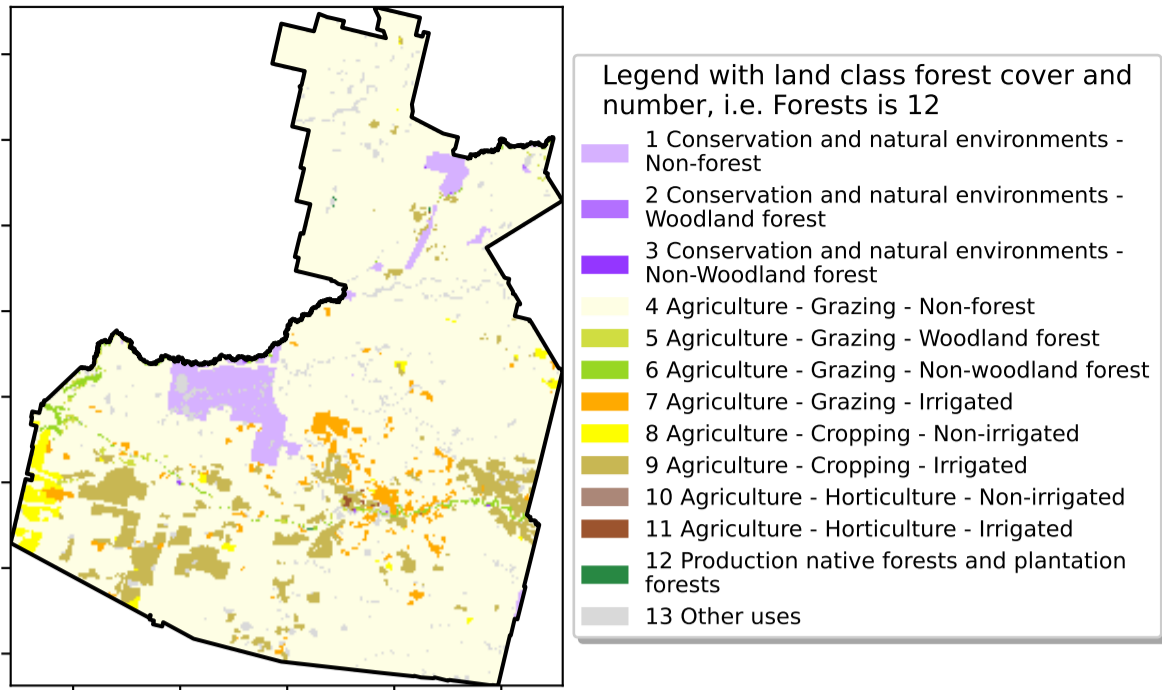 Legend with land class forest cover and
number, i.e. Forests is 12
1 Conservation and natural environments -
Non-forest
2 Conservation and natural environments -
Woodland forest
3 Conservation and natural environments -
Non-Woodland forest
4 Agriculture - Grazing - Non-forest
5 Agriculture - Grazing - Woodland forest
6 Agriculture - Grazing - Non-woodland forest
7 Agriculture - Grazing - Irrigated
8 Agriculture - Cropping - Non-irrigated
9 Agriculture - Cropping - Irrigated
10 Agriculture - Horticulture - Non-irrigated
11 Agriculture - Horticulture - Irrigated
12 Production native forests and plantation
forests
13 Other uses